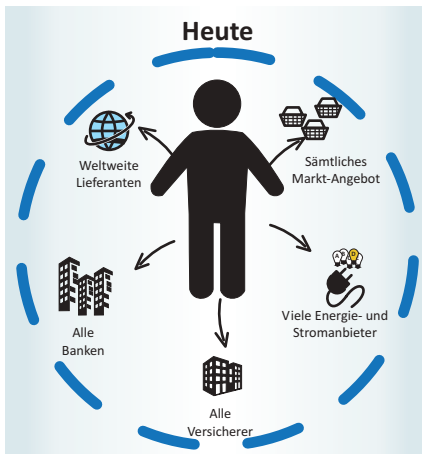 Heute
Weltweite
Lieferanten
Sämtliches
Markt-Angebot
Alle
Banken
Viele Energie- und
Stromanbieter
Alle
Versicherer